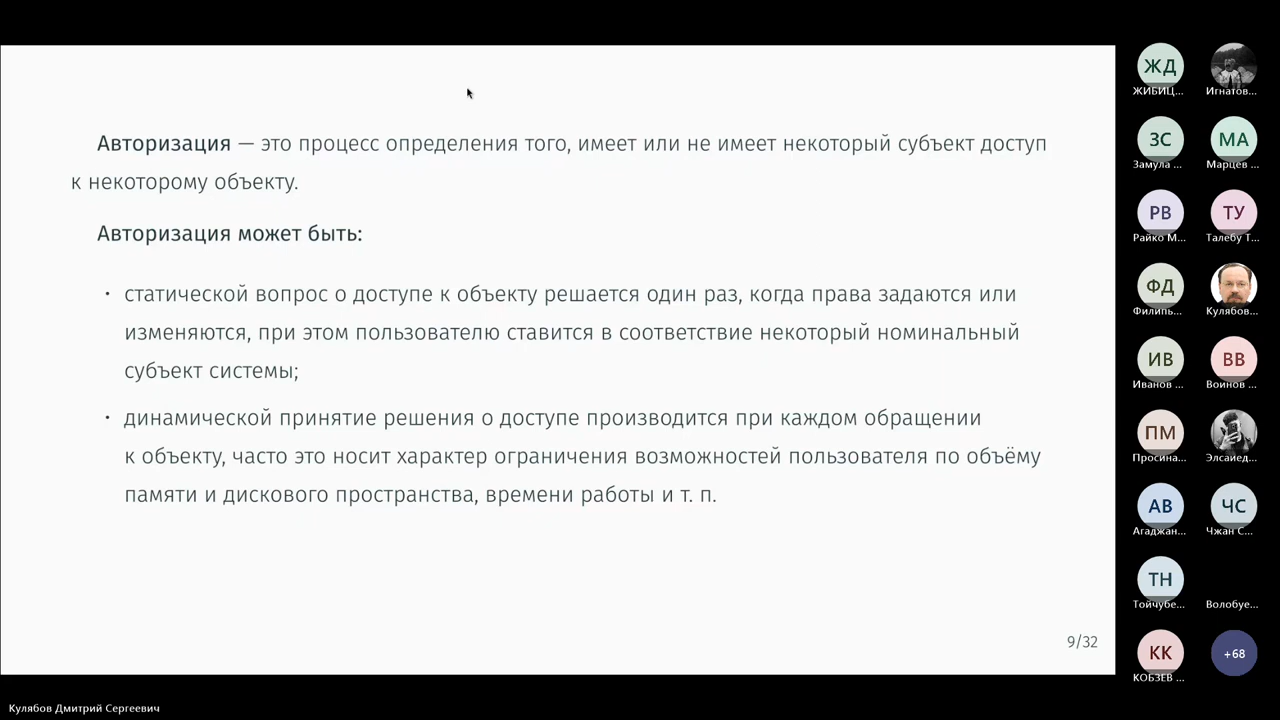 Авторизация — это процесс определения того, имеет или не имеет некоторый субъект доступ
к некоторому объекту.
Авторизация может быть:
• статической вопрос о доступе к объекту решается один раз, когда права задаются или
изменяются, при этом пользователю ставится в соответствие некоторый номинальный
субъект системы;
• динамической принятие решения о доступе производится при каждом обращении
к объекту, часто это носит характер ограничения возможностей пользователя по объёму
памяти и дискового пространства, времени работы и т. п.
9/32
ЖД
ЖИБИЦ...
Игнатов...
ЗС
Замула ...
МА
Марцев ...
РВ
Райко М...
ТУ
Талебу Т...
ФД
Филипь...
Кулябов...
ИВ
Иванов ...
ВВ
Воинов ...
ПМ
Просина...
Элсаиед...
АВ
Агаджан...
ЧС
Чжан С...
ТН
Тойчубе...
Волобуе...
КК
КОБЗЕВ ...
+68
Кулябов Дмитрий Сергеевич